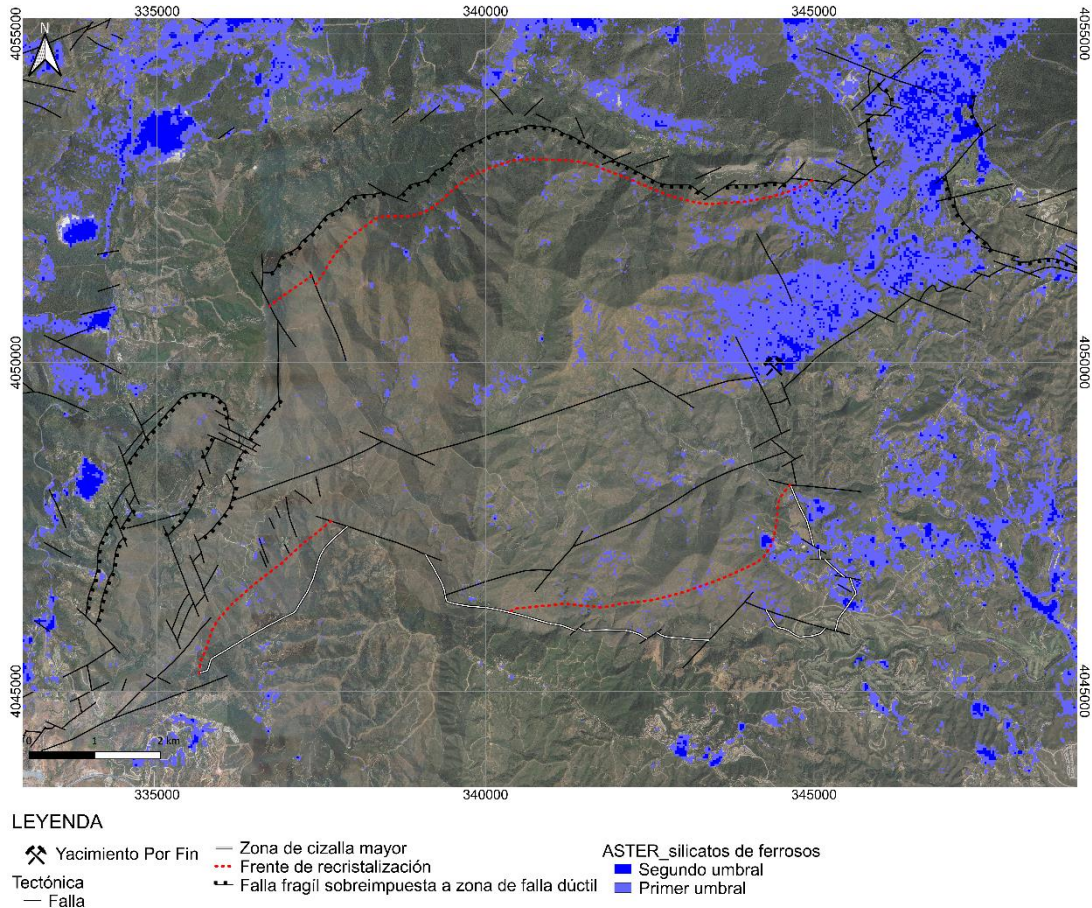 335000 340000 345000
4055000 4055000
N
4050000 4050000
4045000 4045000
0 1 2 km
335000 340000 345000
LEYENDA
Yacimiento Por Fin
Tectónica
Falla
Zona de cizalla mayor
Frente de recristalización
Falla fragíl sobreimpuesta a zona de falla dúctil
ASTER_silicatos de ferrosos
Segundo umbral
Primer umbral